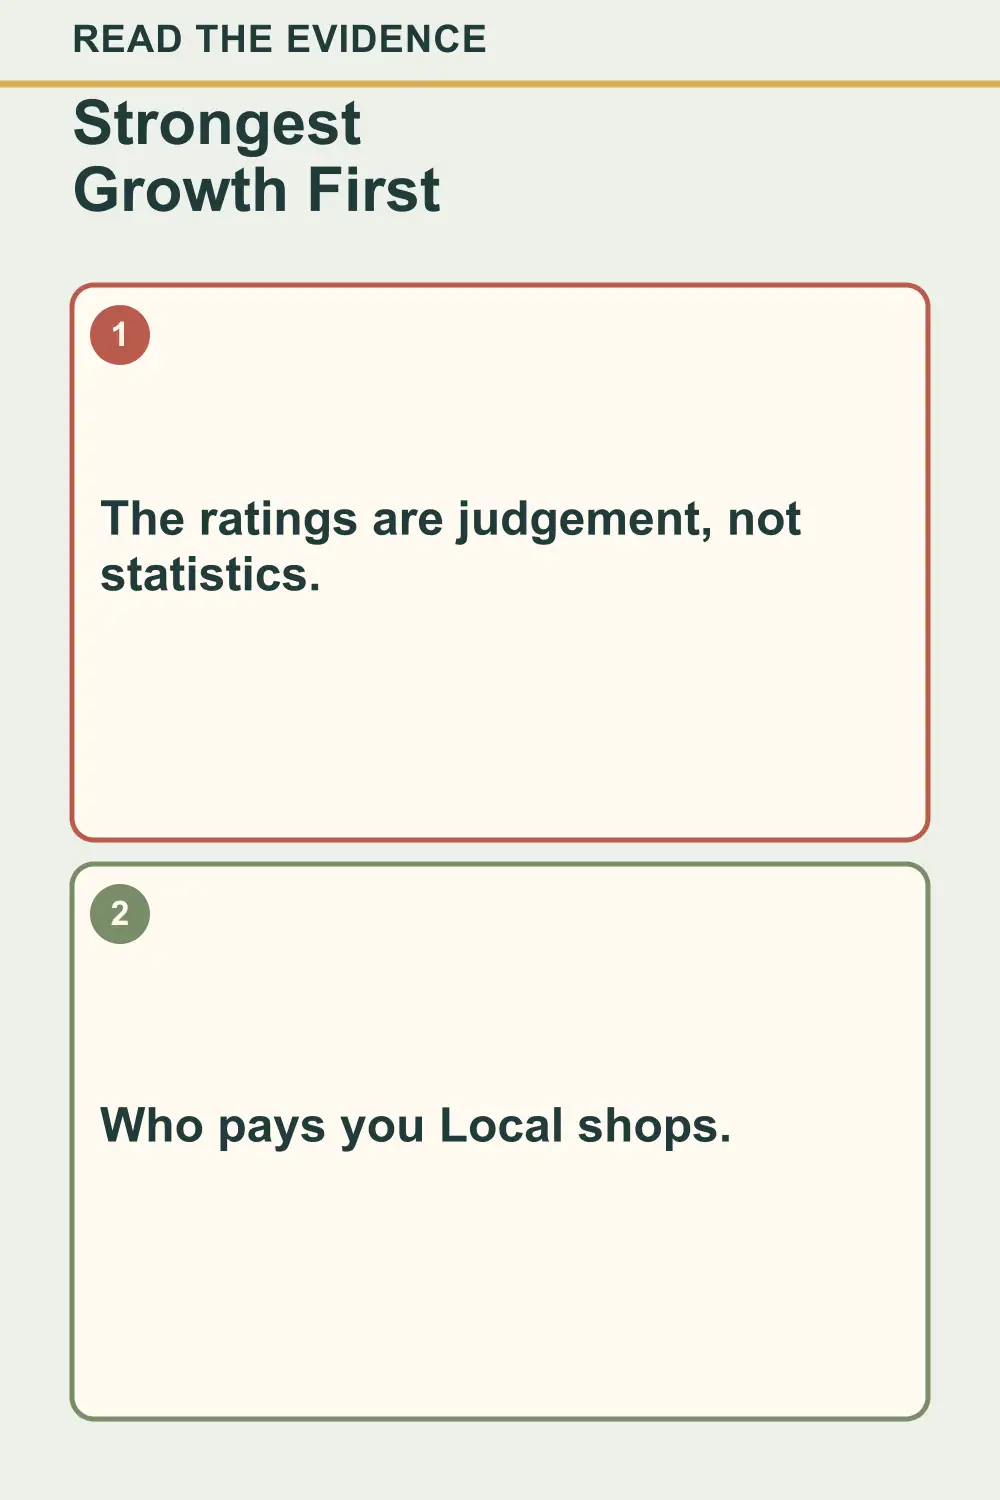 READ THE EVIDENCE
Strongest
Growth First
1
The ratings are judgement, not
statistics.
2
Who pays you Local shops.